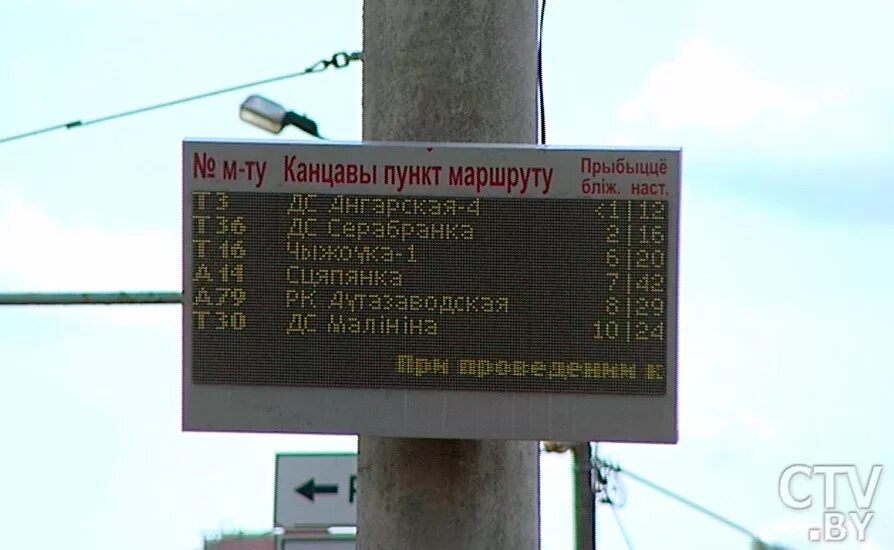 № м-ту Канцавы пункт маршруту Прыбыццё бліж. наст.
Т3 ДС Ангарская-4 <1|12
Т36 ДС Серабранка 2|16
Т16 Чыжоўка-1 6|20
А11 Сцяпянка 7|42
А79 РК Аўтазаводская 8|29
Т30 ДС Малініна 10|24
При проведении к
CTV
.BY